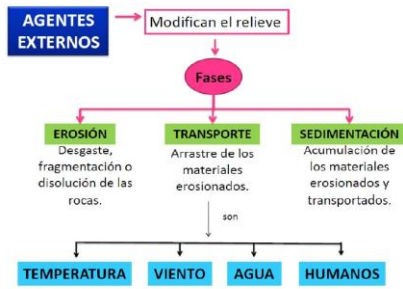 AGENTES
EXTERNOS
Modifican el relieve
Fases
EROSIÓN
Desgaste,
fragmentación o
disolución de las
rocas.
TRANSPORTE
Arrastre de los
materiales
erosionados.
SEDIMENTACIÓN
Acumulación de
los materiales
erosionados y
transportados.
son
TEMPERATURA
VIENTO
AGUA
HUMANOS